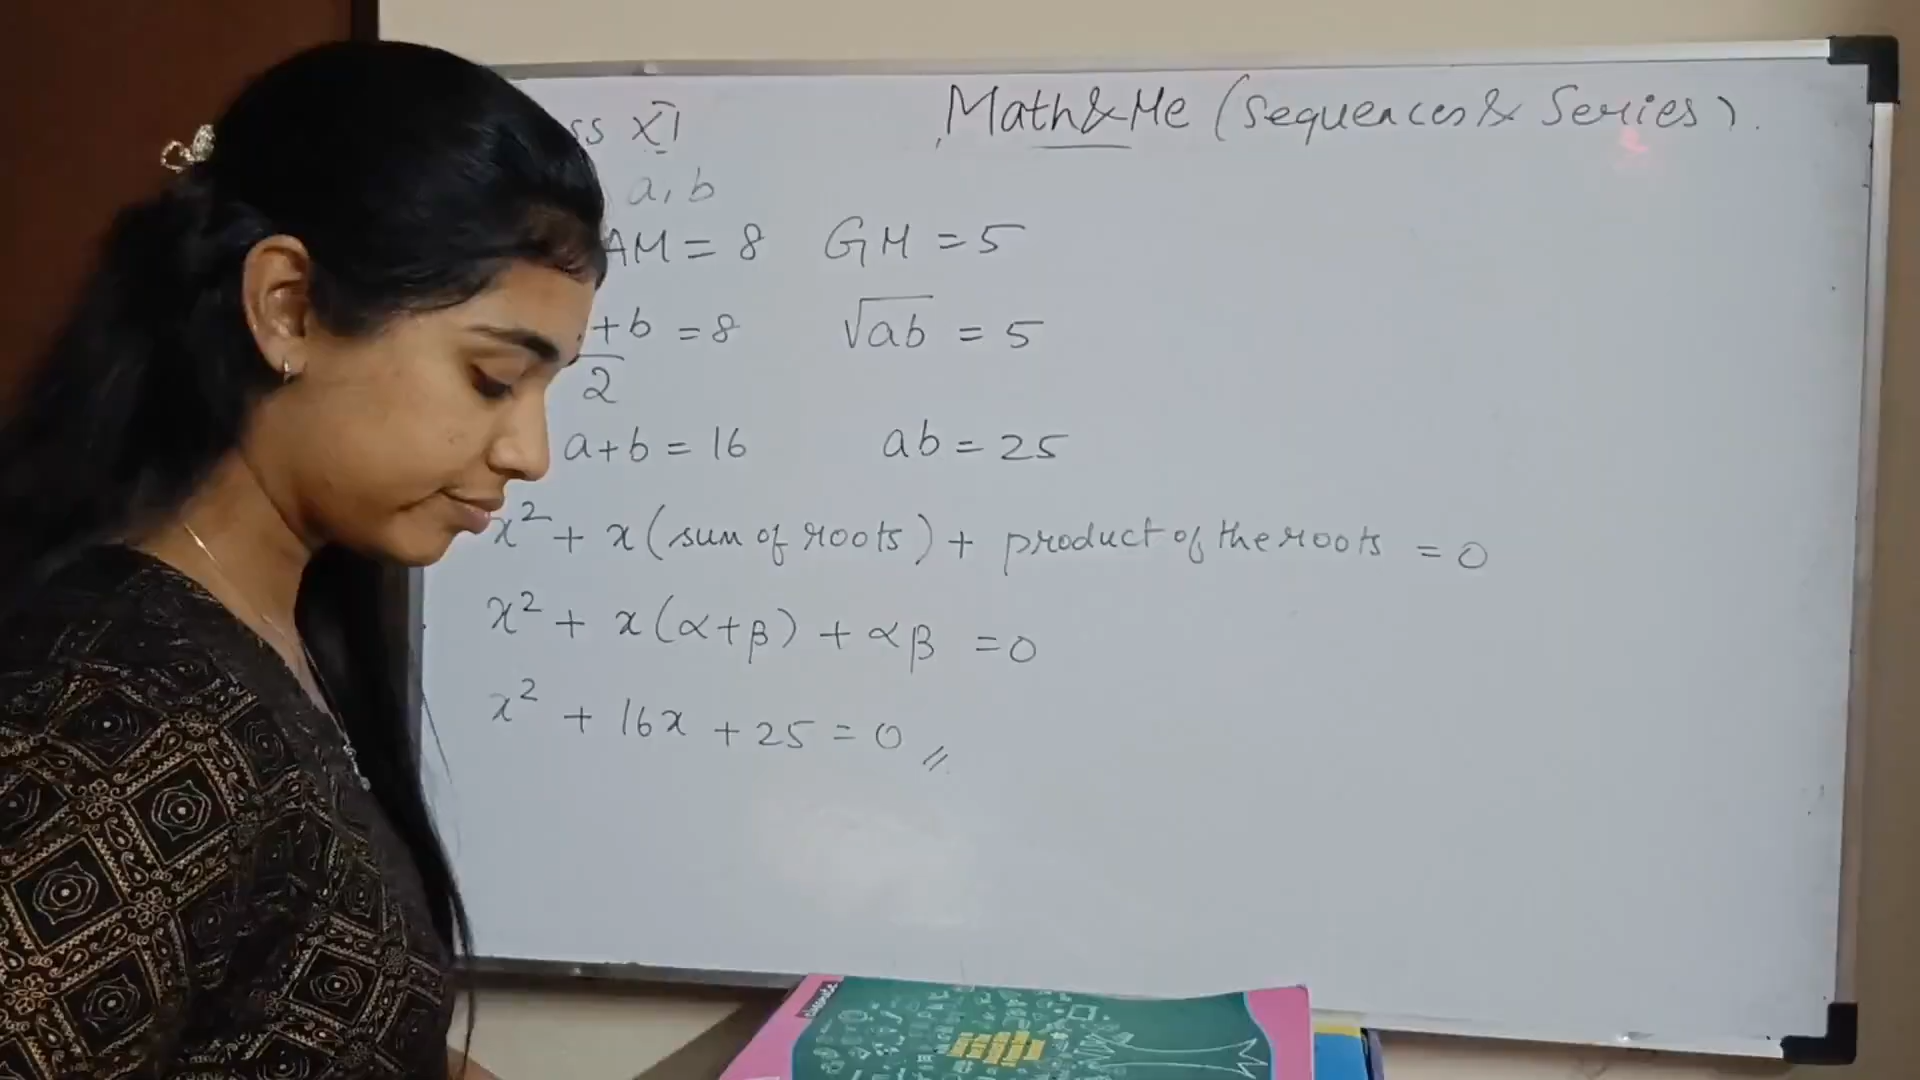 ss XI
Math&Me (Sequences & Series).
a, b
AM = 8 GM = 5
+b = 8 √ab = 5
2
a+b = 16 ab = 25
x² + x (sum of roots) + product of the roots = 0
x² + x(α+β) + αβ = 0
x² + 16x + 25 = 0 //
classmate